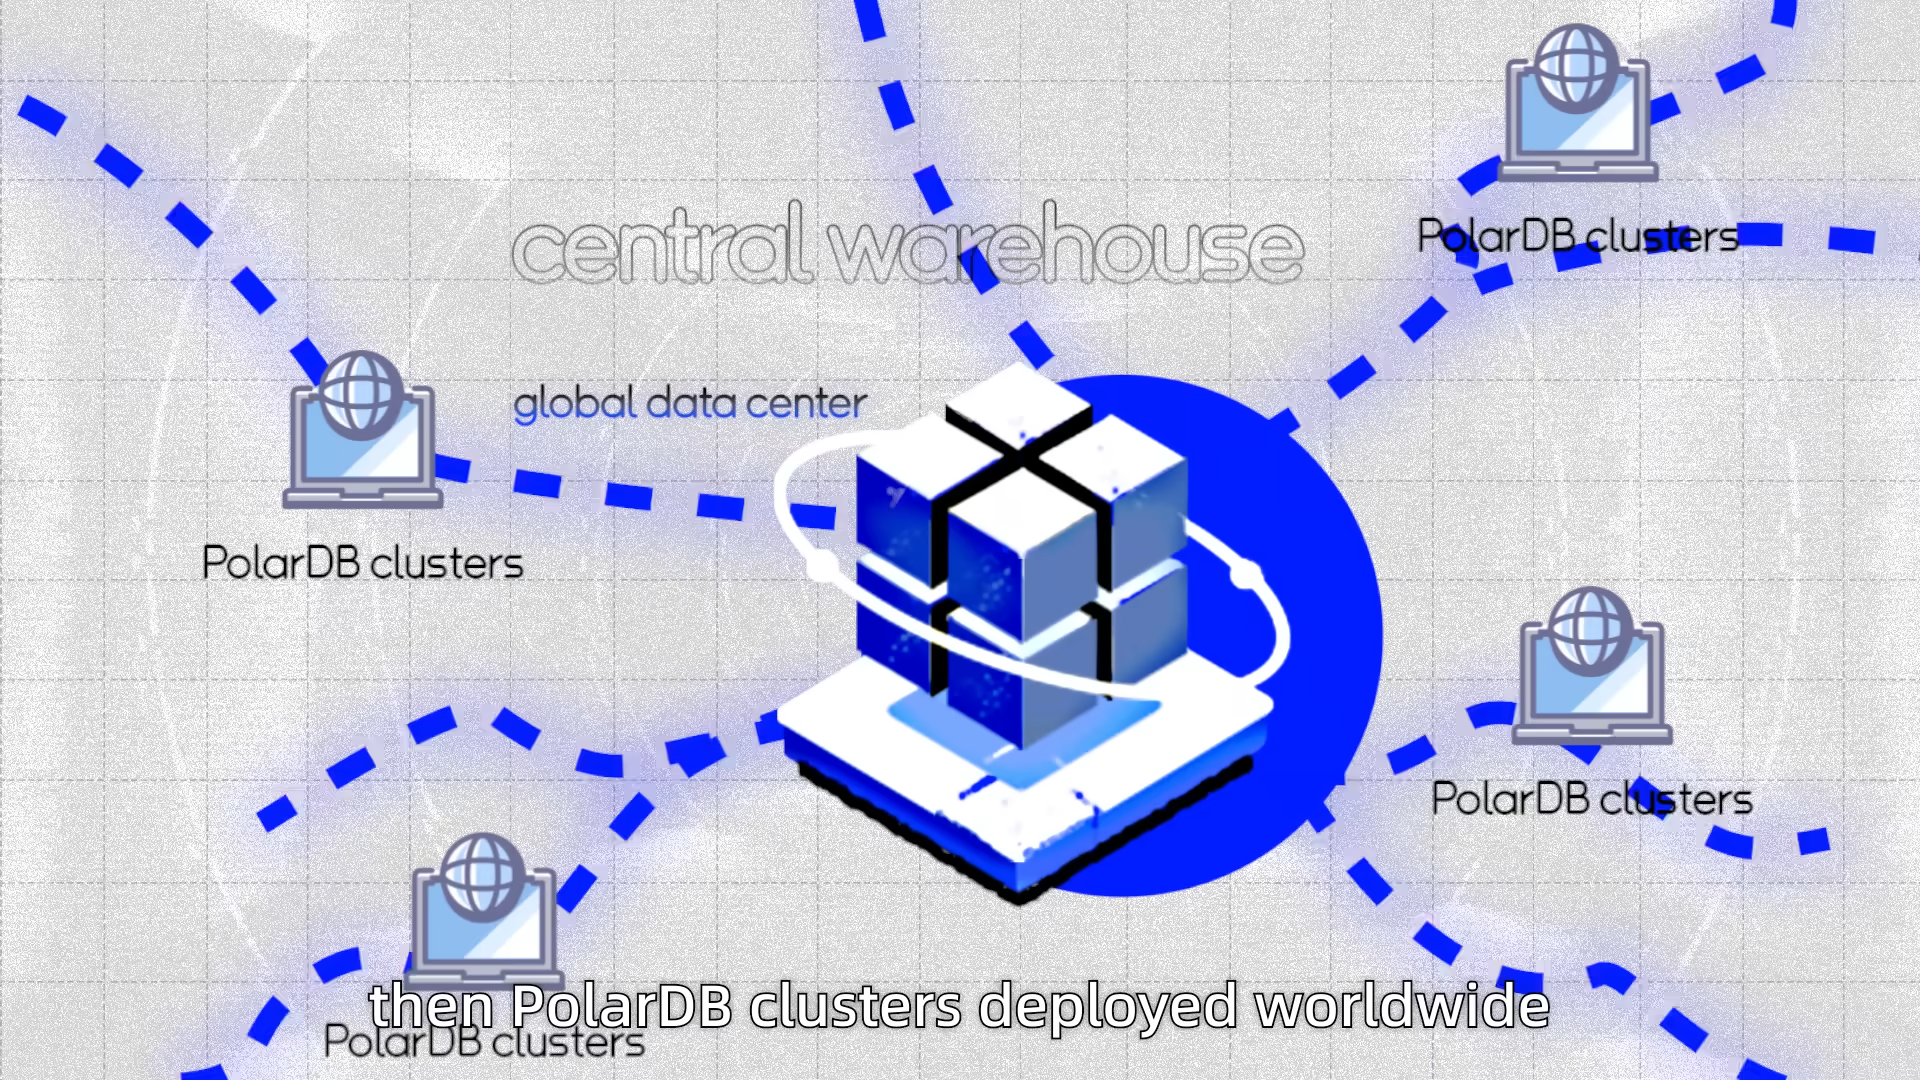 PolarDB clusters
central warehouse
global data center
PolarDB clusters
PolarDB clusters
then PolarDB clusters deployed worldwide
PolarDB clusters